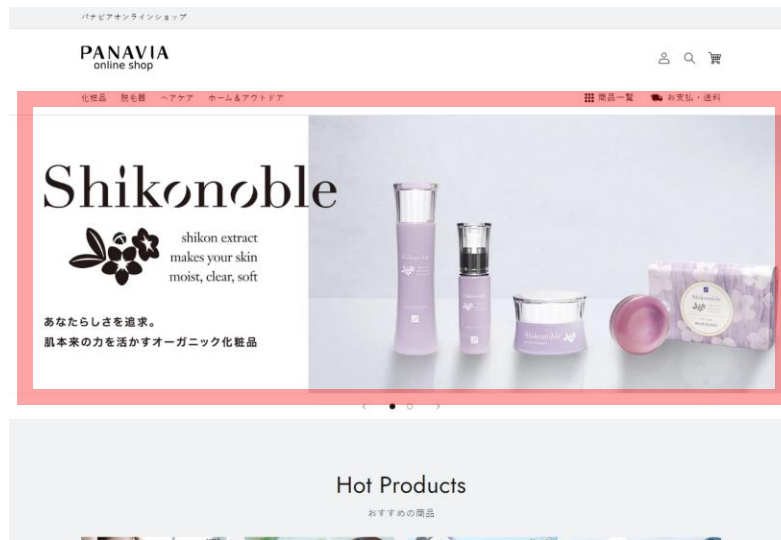 パナビアオンラインショップ
PANAVIA
online shop
化粧品 脱毛器 ヘアケア ホーム&アウトドア
商品一覧 お支払・送料
Shikonoble
shikon extract
makes your skin
moist, clear, soft
あなたらしさを追求。
肌本来の力を活かすオーガニック化粧品
Shikonoble
Shikonoble
Shikonoble
Hot Products
おすすめの商品